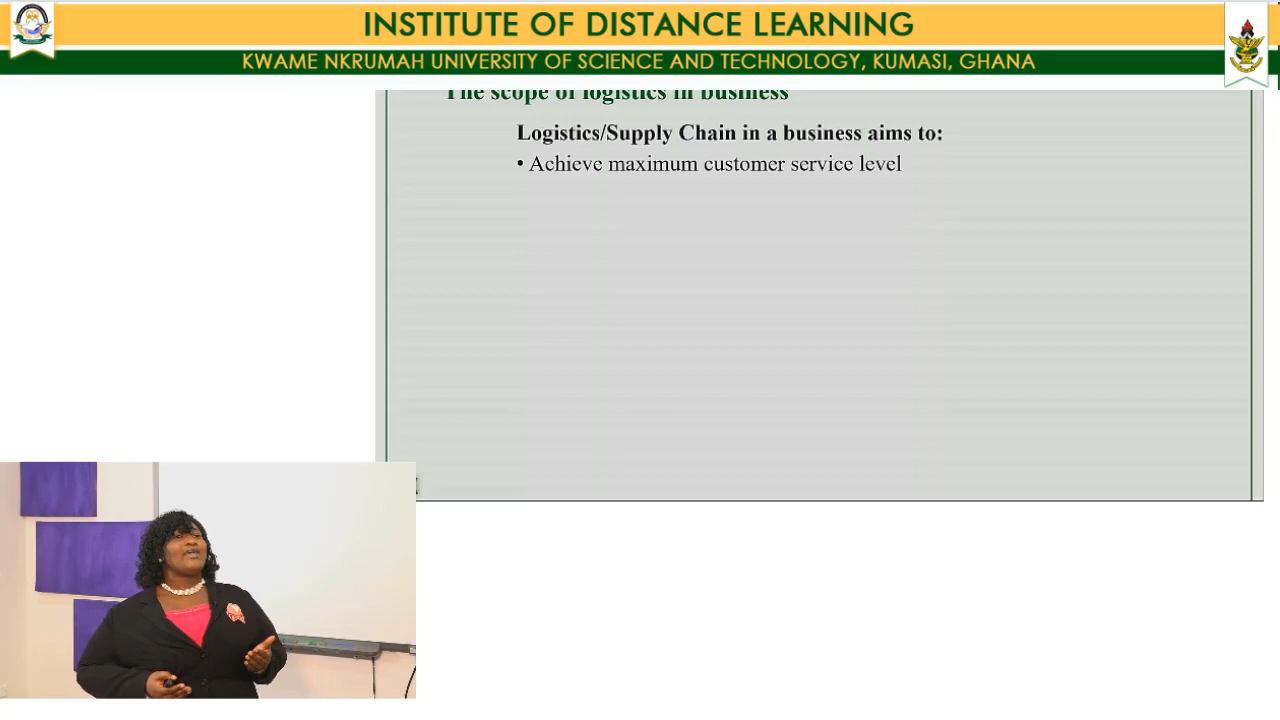 INSTITUTE OF DISTANCE LEARNING
KWAME NKRUMAH UNIVERSITY OF SCIENCE AND TECHNOLOGY, KUMASI, GHANA
The scope of logistics in business
Logistics/Supply Chain in a business aims to:
• Achieve maximum customer service level